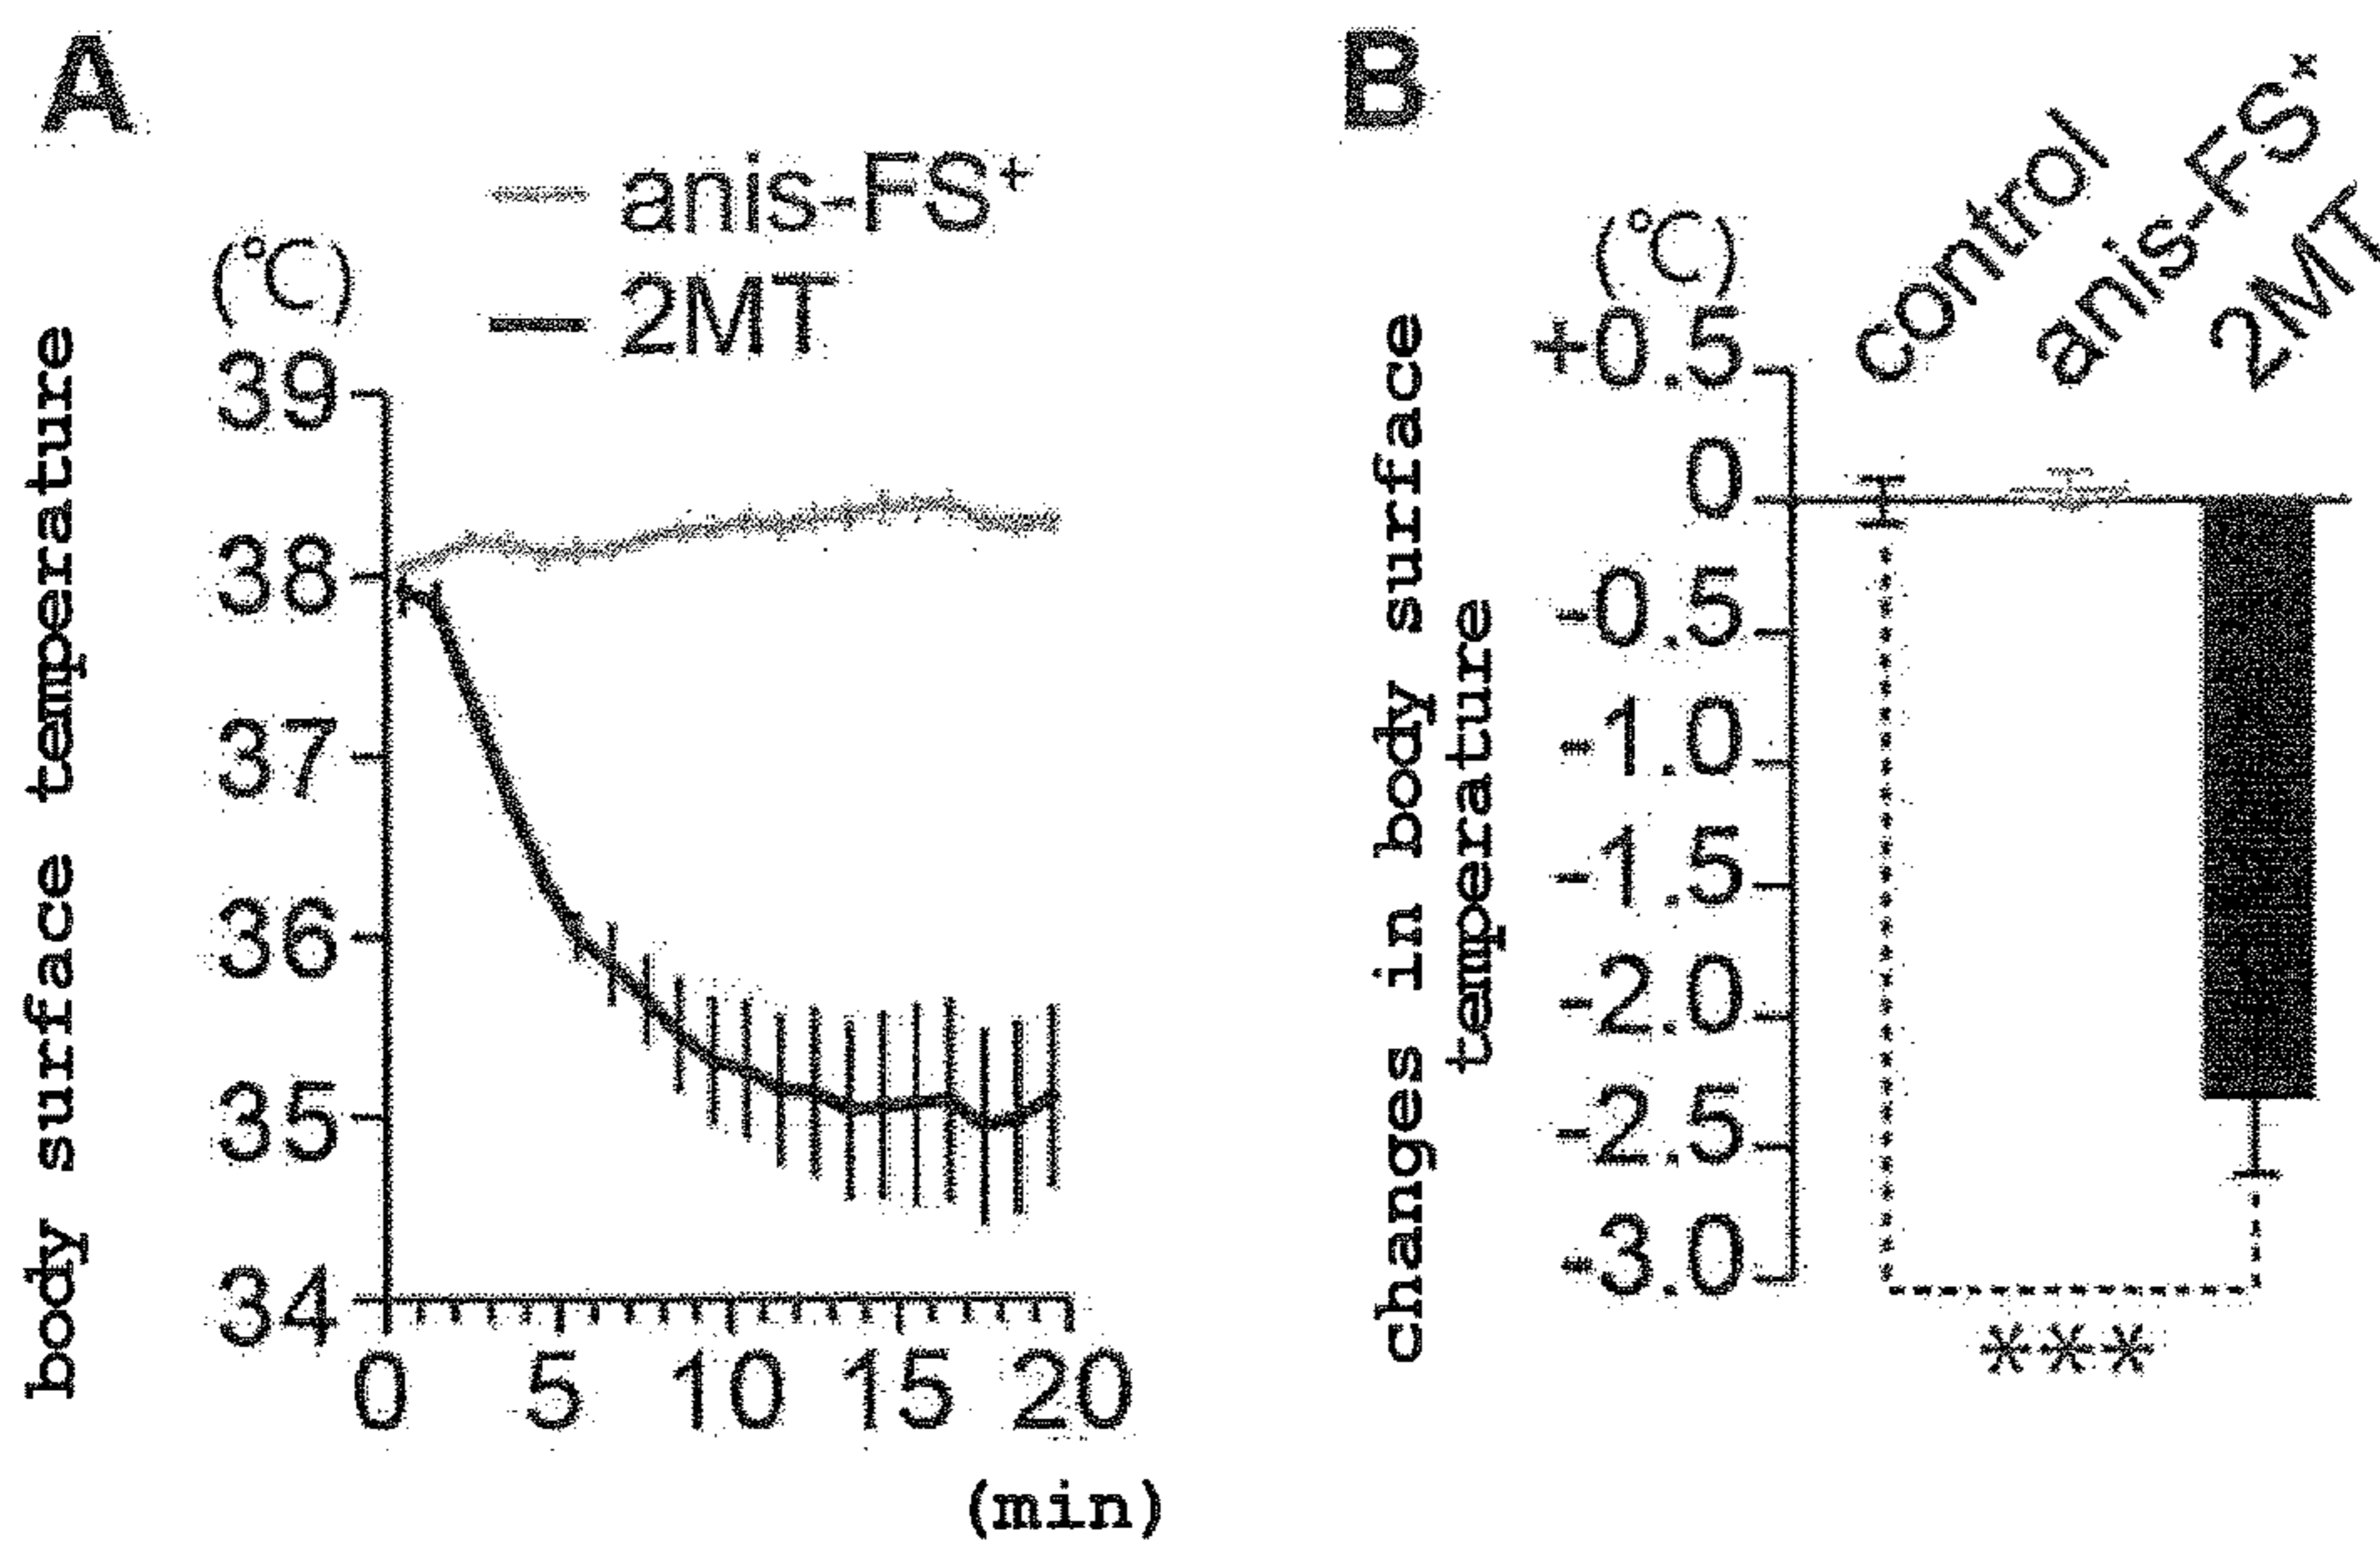 A
anis-FS⁺
2MT
(℃)
39
38
37
36
35
34
0 5 10 15 20
(min)
body surface temperature
B
control
anis-FSˣ
2MT
(℃)
+0.5
0
-0.5
-1.0
-1.5
-2.0
-2.5
-3.0
changes in body surface
temperature
***